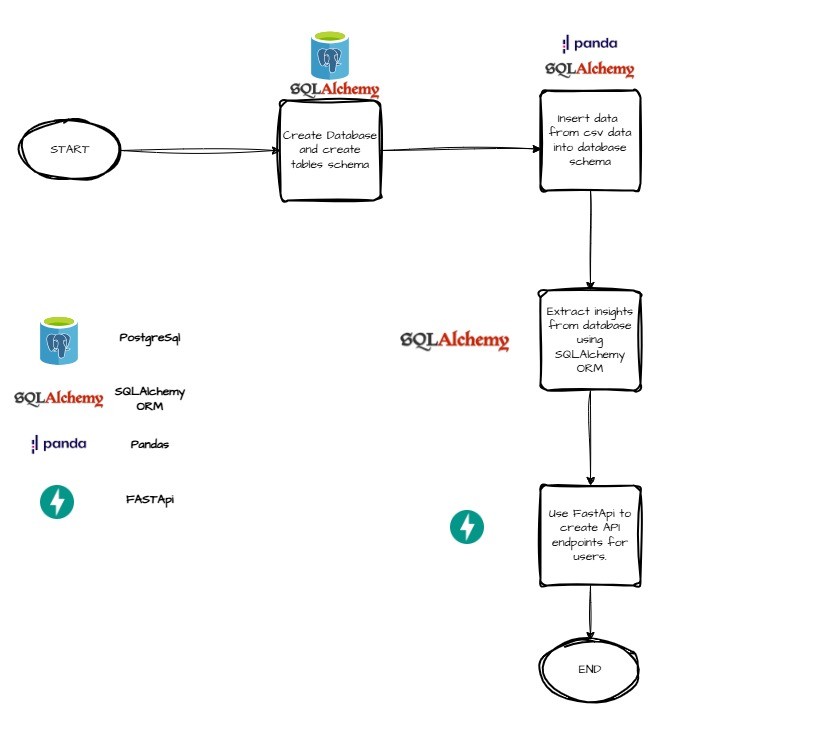 SQLAlchemy
panda
SQLAlchemy
START
Create Database
and create
tables schema
Insert data
from csv data
into database
schema
PostgreSql
SQLAlchemy
SQLAlchemy
ORM
panda
Pandas
FASTApi
SQLAlchemy
Extract insights
from database
using
SQLAlchemy
ORM
Use FastApi to
create API
endpoints for
users.
END